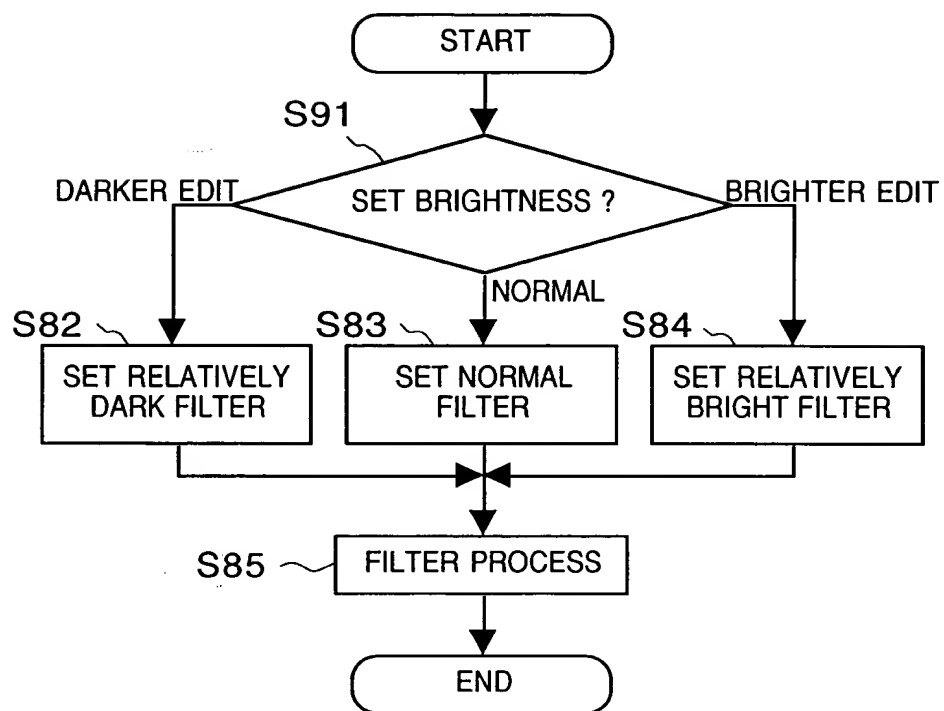 START
S91
DARKER EDIT
SET BRIGHTNESS ?
BRIGHTER EDIT
NORMAL
S82
SET RELATIVELY
DARK FILTER
S83
SET NORMAL
FILTER
S84
SET RELATIVELY
BRIGHT FILTER
S85
FILTER PROCESS
END